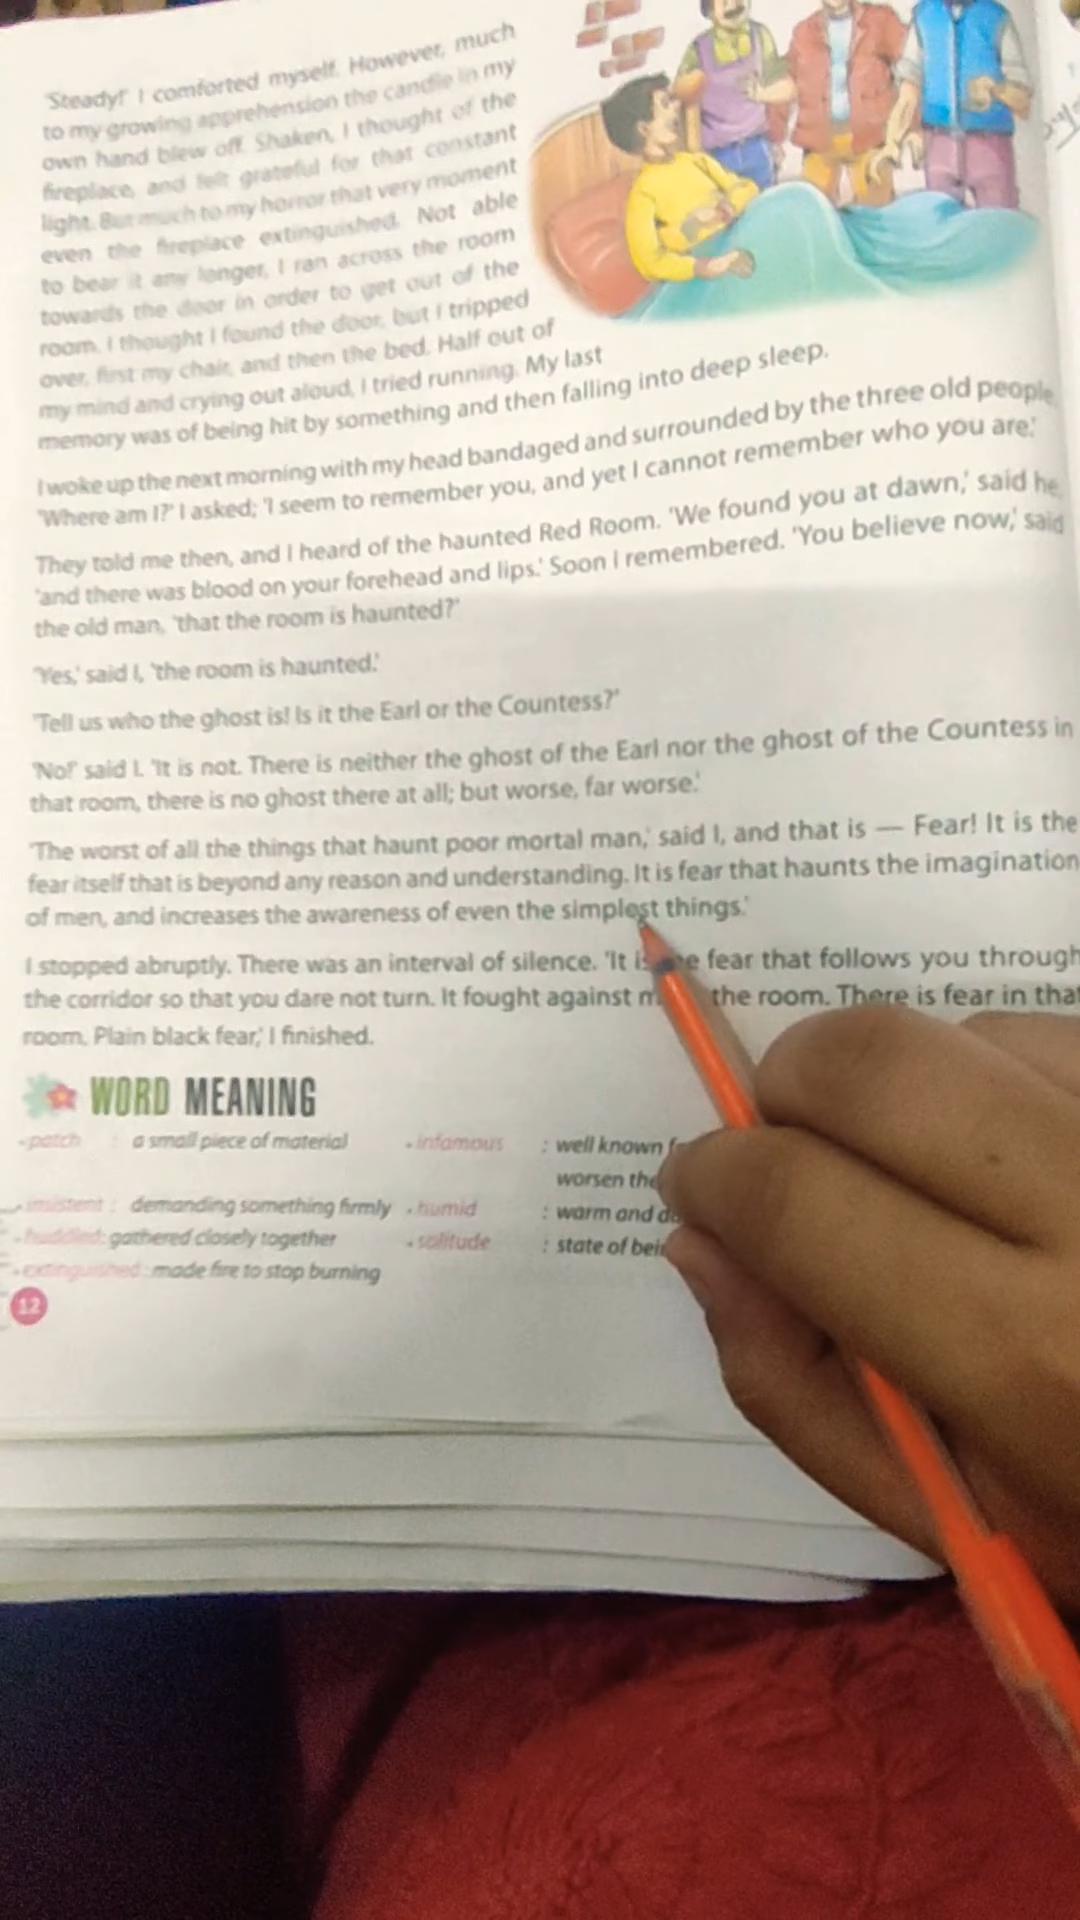 'Steady!' I comforted myself. However, much
to my growing apprehension the candle in my
own hand blew off. Shaken, I thought of the
fireplace, and felt grateful for that constant
light. But much to my horror that very moment
even the fireplace extinguished. Not able
to bear it any longer, I ran across the room
towards the door in order to get out of the
room. I thought I found the door, but I tripped
over, first my chair, and then the bed. Half out of
my mind and crying out aloud, I tried running. My last
memory was of being hit by something and then falling into deep sleep.
I woke up the next morning with my head bandaged and surrounded by the three old people.
'Where am I?' I asked; 'I seem to remember you, and yet I cannot remember who you are.'
They told me then, and I heard of the haunted Red Room. 'We found you at dawn,' said he
'and there was blood on your forehead and lips.' Soon I remembered. 'You believe now,' said
the old man, 'that the room is haunted?'
'Yes,' said I, 'the room is haunted.'
'Tell us who the ghost is! Is it the Earl or the Countess?'
'No!' said I. 'It is not. There is neither the ghost of the Earl nor the ghost of the Countess in
that room, there is no ghost there at all; but worse, far worse.'
'The worst of all the things that haunt poor mortal man,' said I, and that is — Fear! It is the
fear itself that is beyond any reason and understanding. It is fear that haunts the imagination
of men, and increases the awareness of even the simplest things.'
I stopped abruptly. There was an interval of silence. 'It is fear that follows you through
the corridor so that you dare not turn. It fought against the room. There is fear in that
room. Plain black fear,' I finished.
WORD MEANING
patch : a small piece of material • infamous : well known
worsen the
insistent : demanding something firmly • humid : warm and
huddled: gathered closely together • solitude : state of
extinguished : made fire to stop burning
12